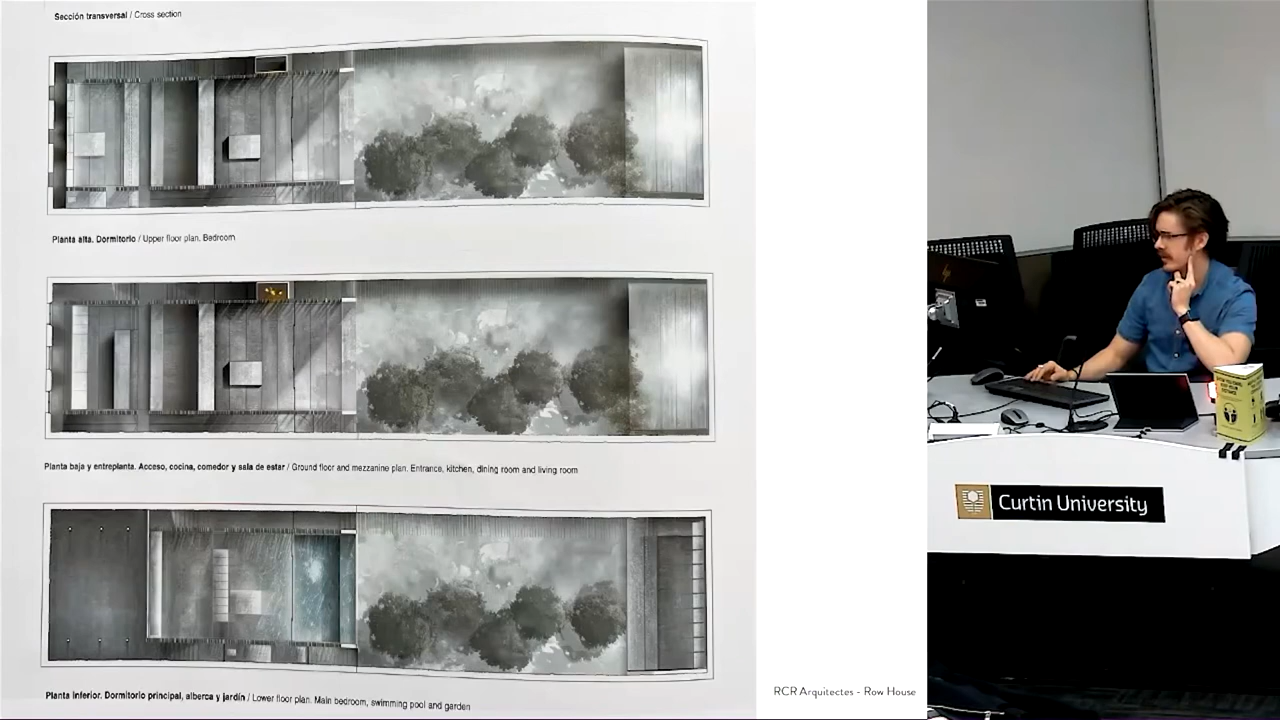 Sección transversal / Cross section
Planta alta. Dormitorio / Upper floor plan. Bedroom
Planta baja y entreplanta. Acceso, cocina, comedor y sala de estar / Ground floor and mezzanine plan. Entrance, kitchen, dining room and living room
Planta inferior. Dormitorio principal, alberca y jardín / Lower floor plan. Main bedroom, swimming pool and garden
RCR Arquitectes - Row House
Curtin University